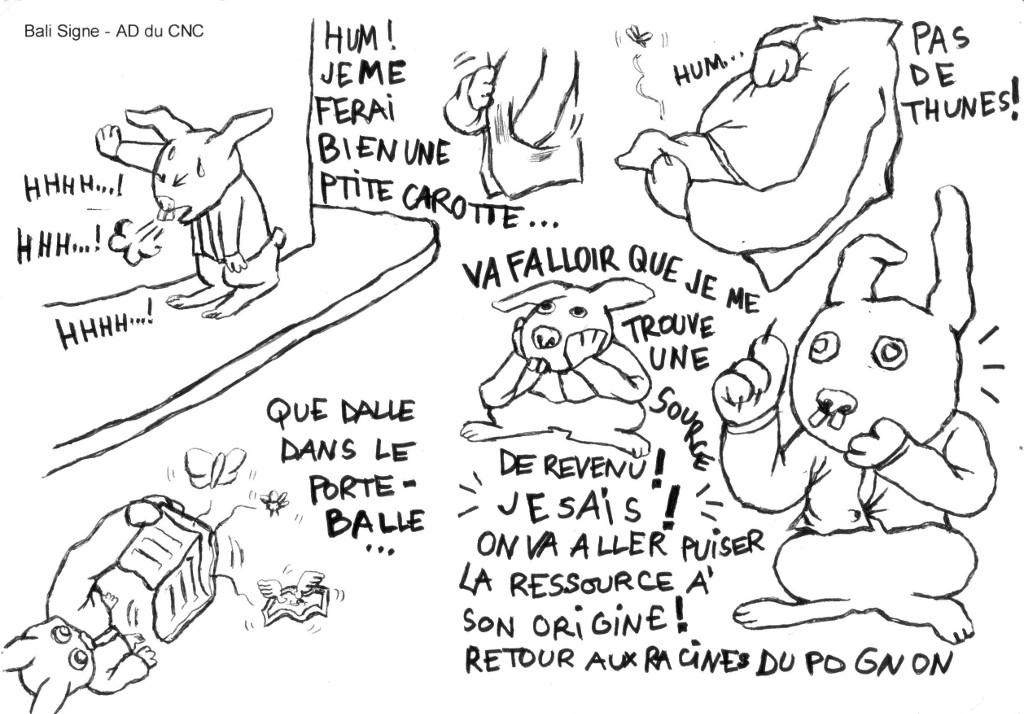 Bali Signe - AD du CNC
HHHH...!
HHH...!
HHHH...!
HUM!
JE ME
FERAI
BIEN UNE
PTITE CAROTTE...
HUM...
PAS
DE
THUNES!
QUE DALLE
DANS LE
PORTE-
BALLE
...
VA FALLOIR QUE JE ME
TROUVE
UNE
SOURCE
DE REVENU!
JE SAIS!
ON VA ALLER PUISER
LA RESSOURCE A'
SON ORIGINE!
RETOUR AUX RACINES DU POGNON